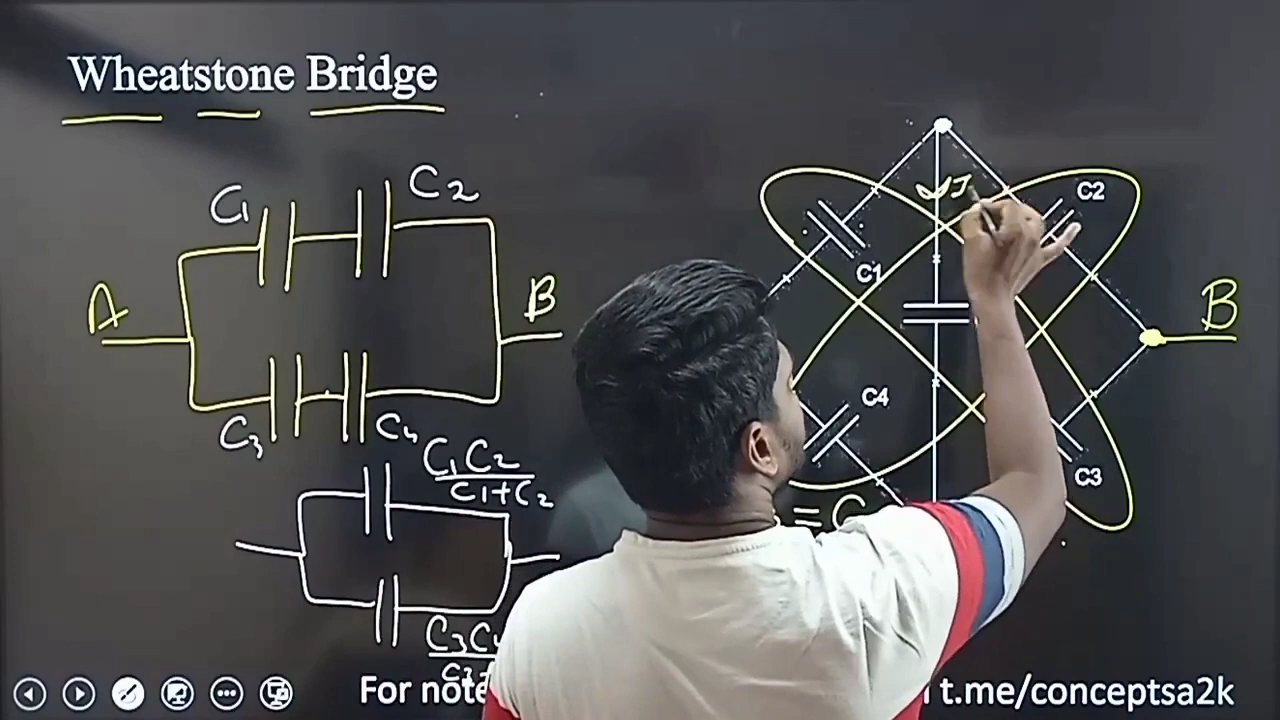 Wheatstone Bridge
C1
C2
A
B
C3
C4
C1C2
C1+C2
C3C4
C2
C1
B
C4
C3
= C
For note
t.me/conceptsa2k